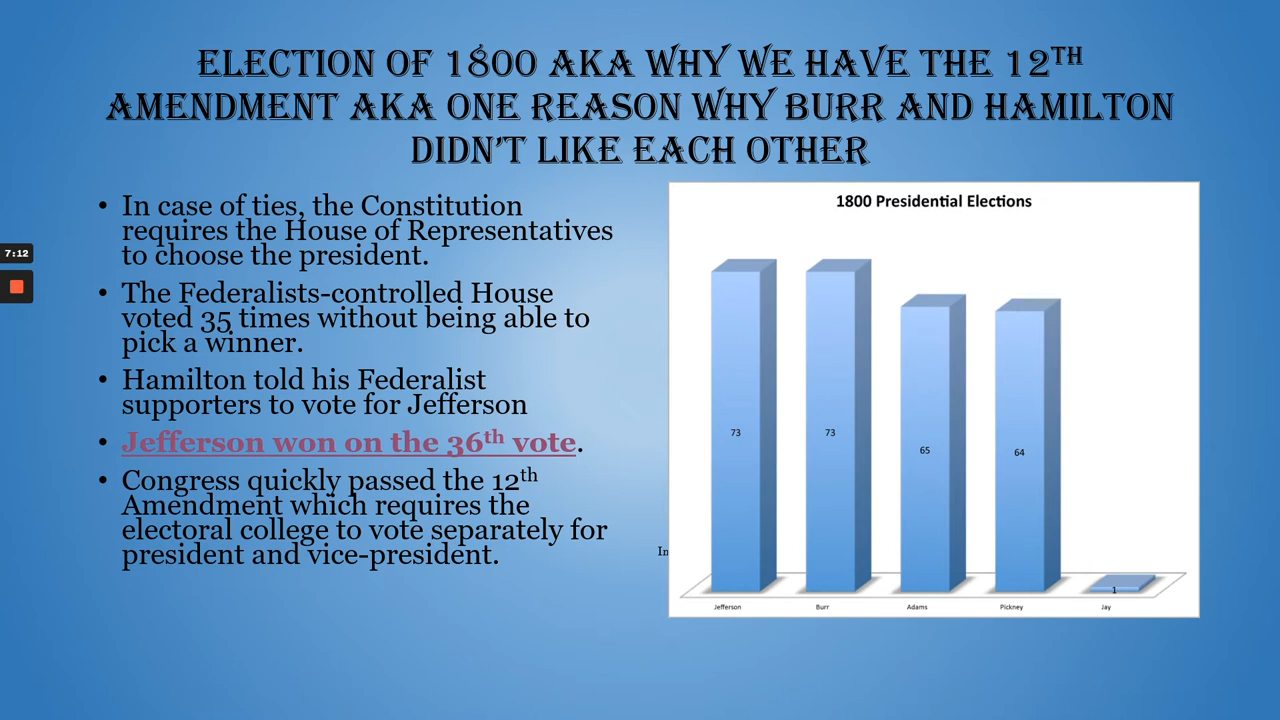 ELECTION OF 1800 AKA WHY WE HAVE THE 12TH
AMENDMENT AKA ONE REASON WHY BURR AND HAMILTON
DIDN'T LIKE EACH OTHER
• In case of ties, the Constitution
requires the House of Representatives
to choose the president.
• The Federalists-controlled House
voted 35 times without being able to
pick a winner.
• Hamilton told his Federalist
supporters to vote for Jefferson
• Jefferson won on the 36th vote.
• Congress quickly passed the 12th
Amendment which requires the
electoral college to vote separately for
president and vice-president.
7:12
In
1800 Presidential Elections
73
73
65
64
1
Jefferson
Burr
Adams
Pickney
Jay